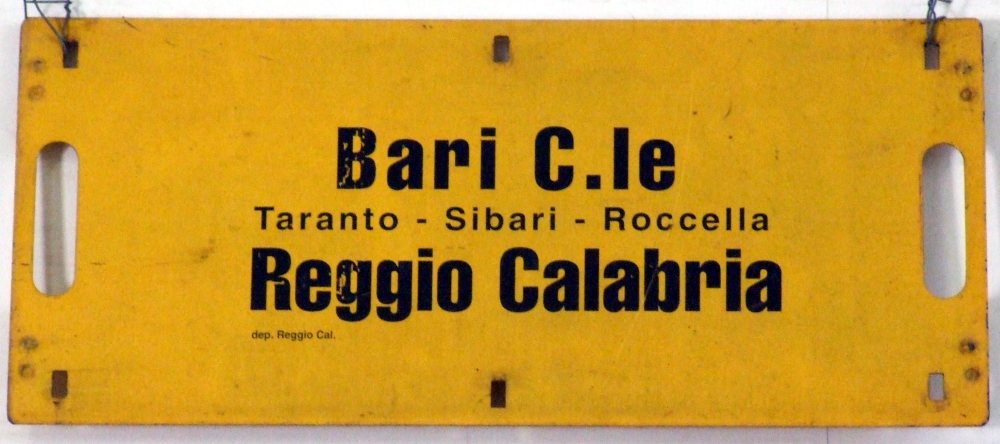 Bari C.le
Taranto - Sibari - Roccella
Reggio Calabria
dep. Reggio Cal.